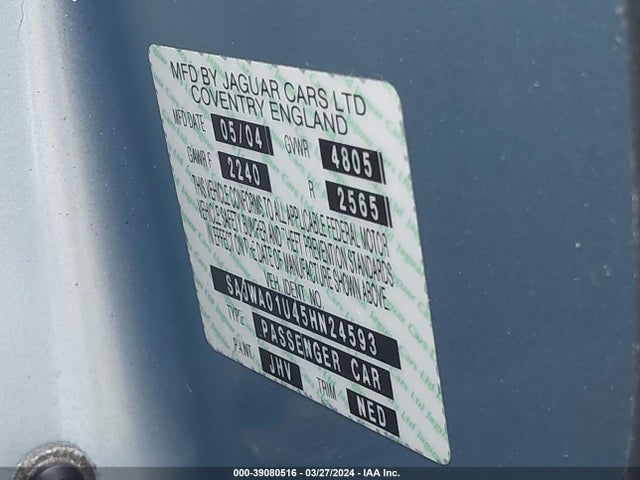 MFD BY JAGUAR CARS LTD
COVENTRY ENGLAND
MFD DATE 05/04 GVWR 4805
GAWR F 2240 R 2565
THIS VEHICLE CONFORMS TO ALL APPLICABLE FEDERAL MOTOR
VEHICLE SAFETY BUMPER AND THEFT PREVENTION STANDARDS
IN EFFECT ON THE DATE OF MANUFACTURE SHOWN ABOVE.
VEH. IDENT NO.
SAJWA01U45HN24593
TYPE PASSENGER CAR
PAINT JHV TRIM NED
000-39080516 - 03/27/2024 - IAA Inc.